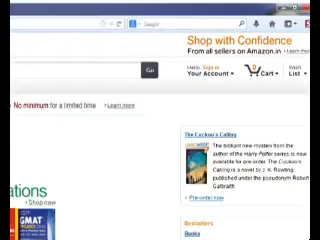 Google
Shop with Confidence
From all sellers on Amazon.in
Go
Hello. Sign in
Your Account
0
Cart
Wish
List
No minimum for a limited time
Learn more
The Cuckoo's Calling
The brilliant new mystery from the
author of the Harry Potter series is now
available for pre-order. The Cuckoo's
Calling is a novel by J. K. Rowling,
published under the pseudonym Robert
Galbraith
Pre-order now
ations
Shop now
GMAT
Bestsellers
Books